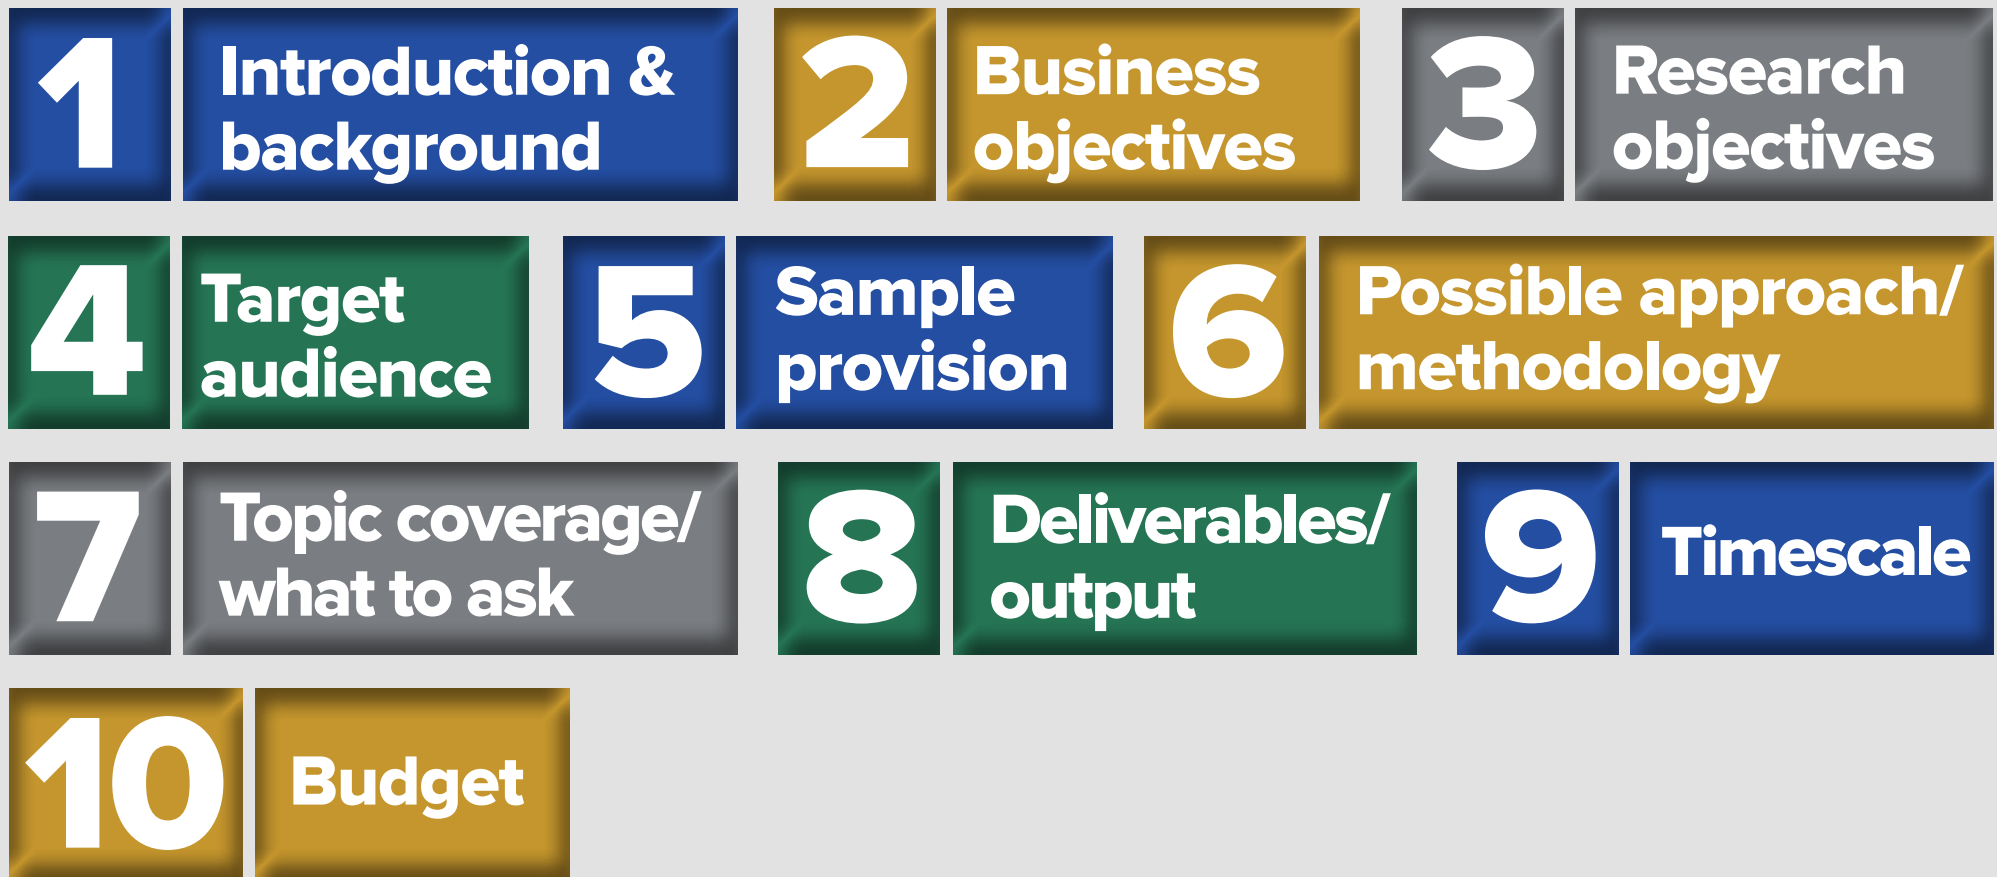 1
Introduction &
background
2
Business
objectives
3
Research
objectives
4
Target
audience
5
Sample
provision
6
Possible approach/
methodology
7
Topic coverage/
what to ask
8
Deliverables/
output
9
Timescale
10
Budget